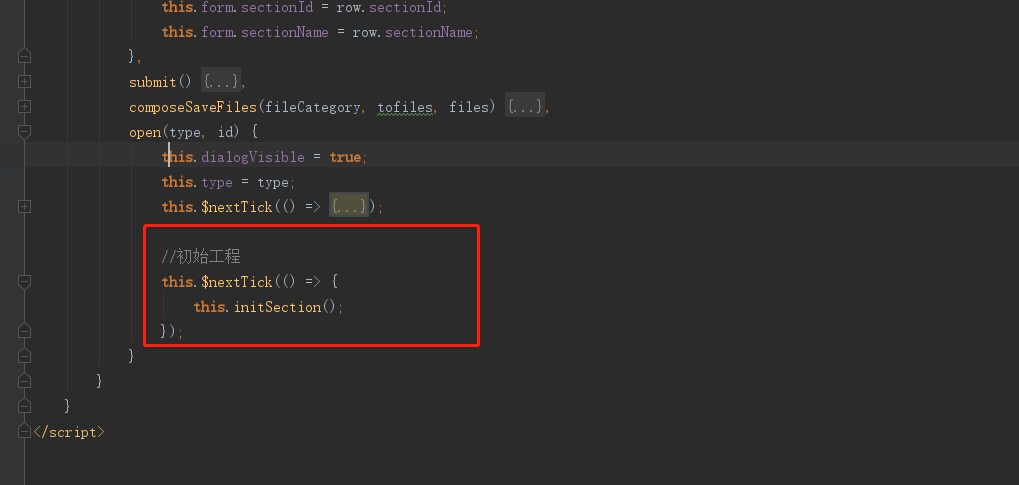 this.form.sectionId = row.sectionId;
this.form.sectionName = row.sectionName;
},
submit() {...},
composeSaveFiles(fileCategory, tofiles, files) {...},
open(type, id) {
this.dialogVisible = true;
this.type = type;
this.$nextTick(() => {...});
//初始工程
this.$nextTick(() => {
this.initSection();
});
}
}
}
</script>